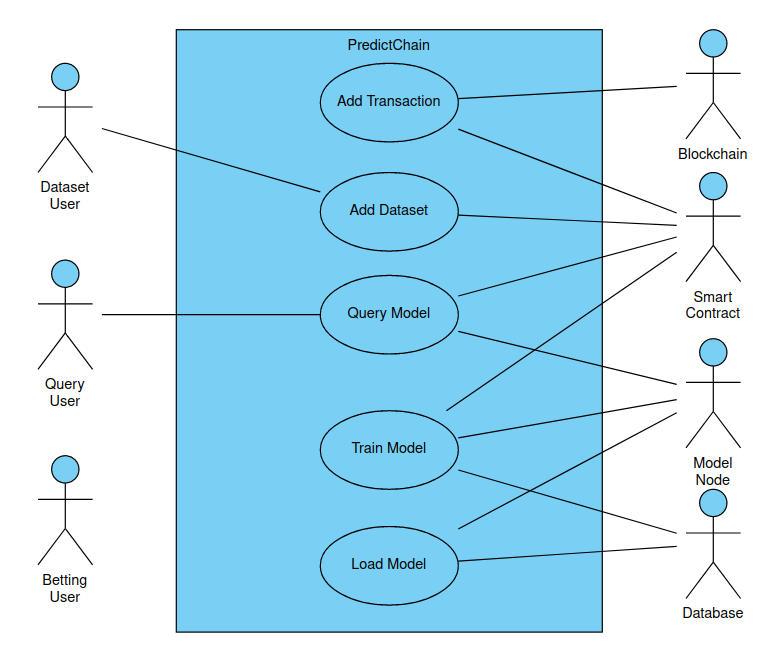 PredictChain
Add Transaction
Add Dataset
Query Model
Train Model
Load Model
Dataset
User
Query
User
Betting
User
Blockchain
Smart
Contract
Model
Node
Database